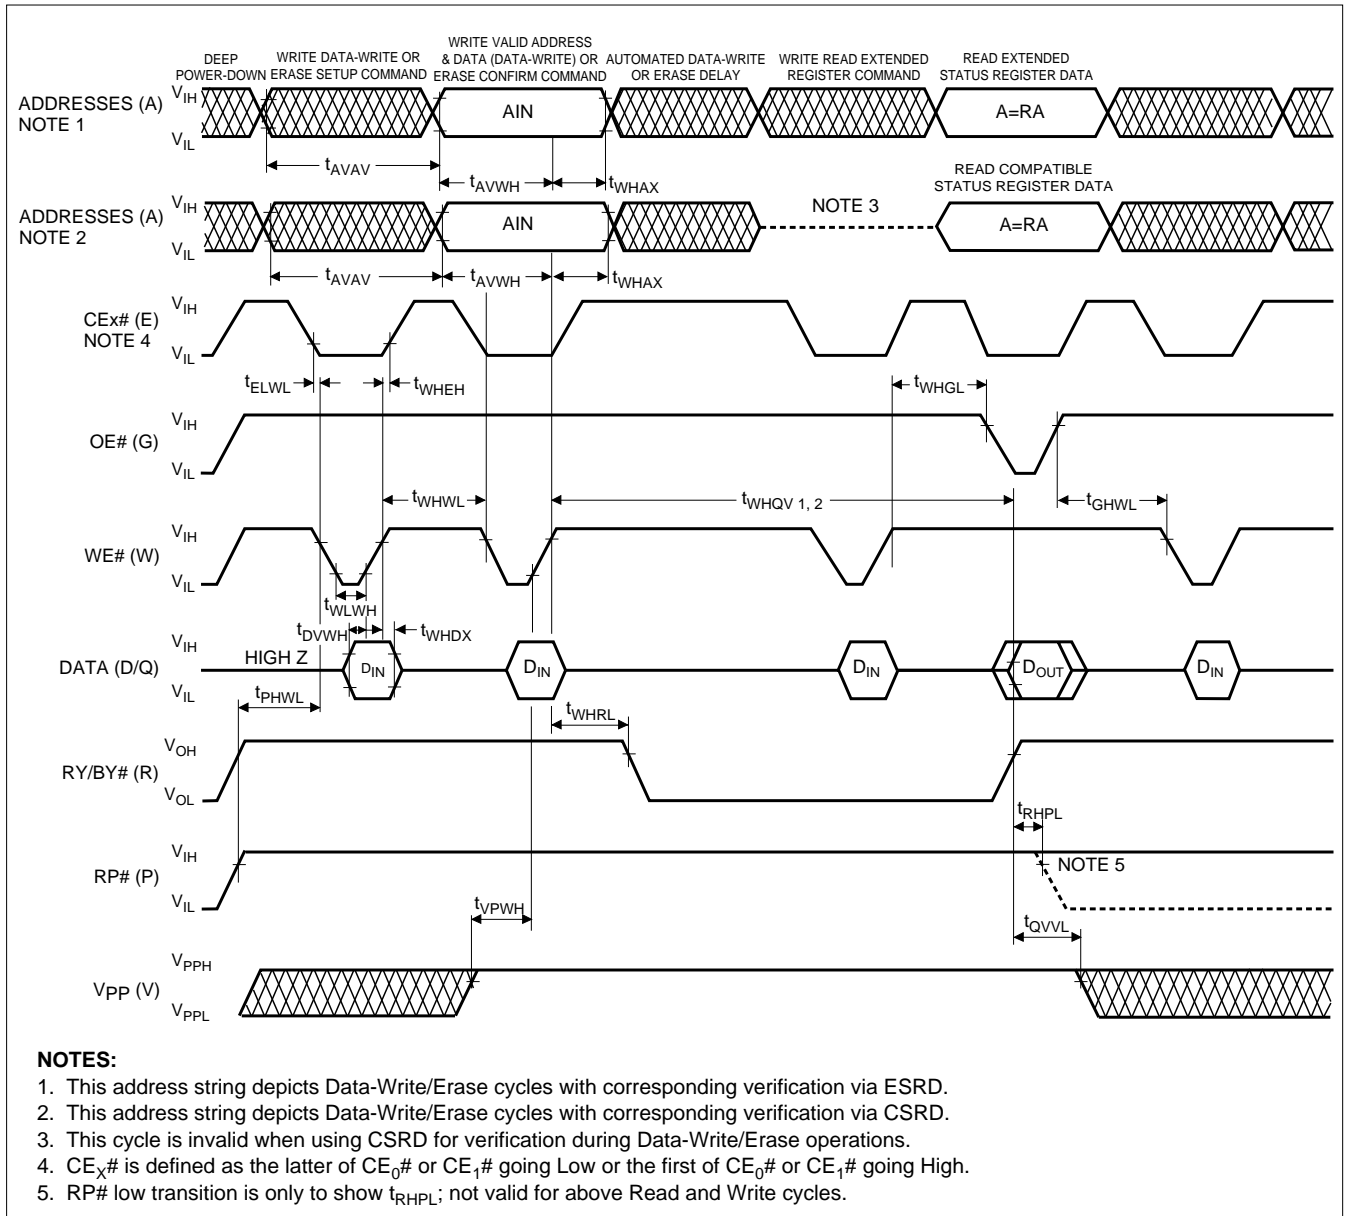 DEEP
POWER-DOWN
WRITE DATA-WRITE OR
ERASE SETUP COMMAND
WRITE VALID ADDRESS
& DATA (DATA-WRITE) OR
ERASE CONFIRM COMMAND
AUTOMATED DATA-WRITE
OR ERASE DELAY
WRITE READ EXTENDED
REGISTER COMMAND
READ EXTENDED
STATUS REGISTER DATA
ADDRESSES (A)
NOTE 1
VIH
VIL
AIN
A=RA
tAVAV
tAVWH
tWHAX
READ COMPATIBLE
STATUS REGISTER DATA
ADDRESSES (A)
NOTE 2
VIH
VIL
AIN
NOTE 3
A=RA
tAVAV
tAVWH
tWHAX
CEx# (E)
NOTE 4
VIH
VIL
tELWL
tWHEH
tWHGL
OE# (G)
VIH
VIL
tWHWL
tWHQV 1, 2
tGHWL
WE# (W)
VIH
VIL
tWLWH
tDVWH
tWHDX
DATA (D/Q)
VIH
VIL
HIGH Z
DIN
DIN
DIN
DOUT
DIN
tPHWL
tWHRL
RY/BY# (R)
VOH
VOL
tRHPL
RP# (P)
VIH
VIL
NOTE 5
tVPWH
tQVVL
VPP (V)
VPPH
VPPL
NOTES:
1. This address string depicts Data-Write/Erase cycles with corresponding verification via ESRD.
2. This address string depicts Data-Write/Erase cycles with corresponding verification via CSRD.
3. This cycle is invalid when using CSRD for verification during Data-Write/Erase operations.
4. CEX# is defined as the latter of CE0# or CE1# going Low or the first of CE0# or CE1# going High.
5. RP# low transition is only to show tRHPL; not valid for above Read and Write cycles.